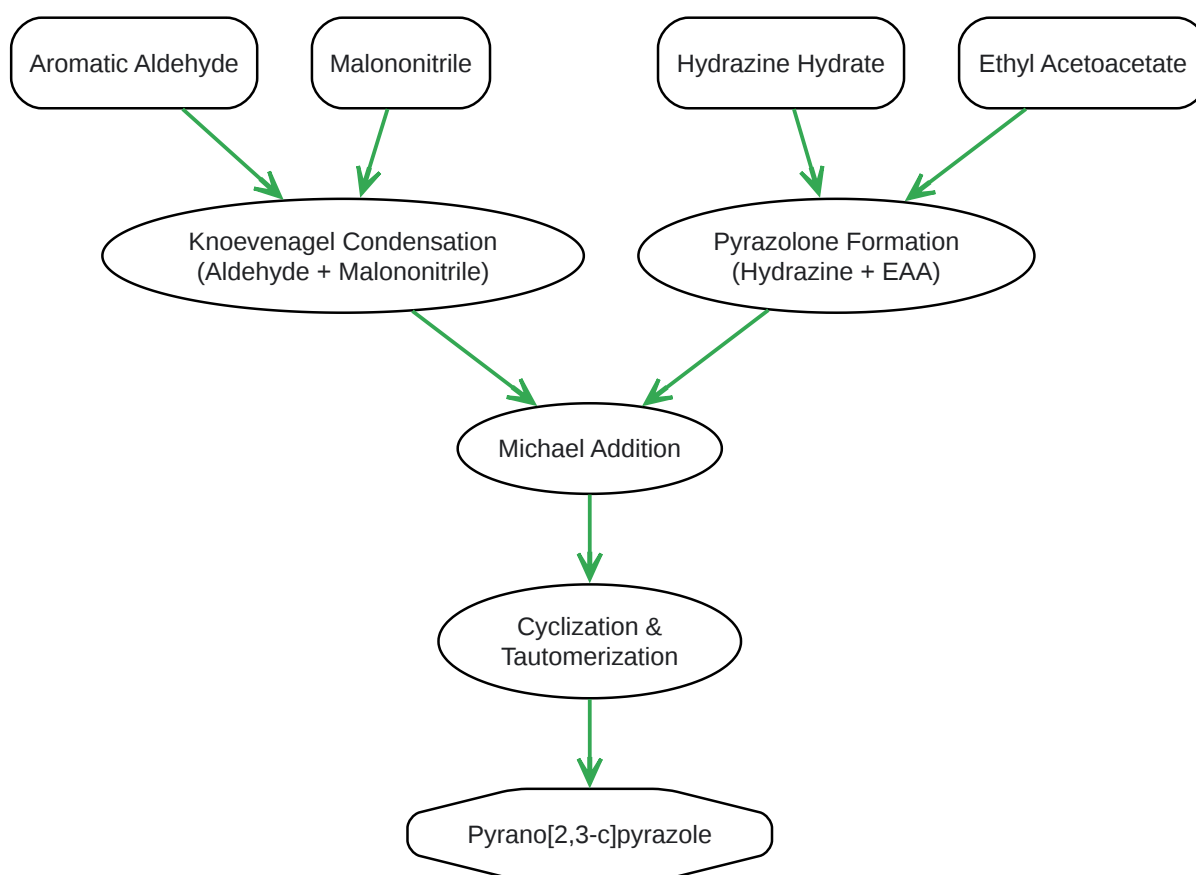 Aromatic Aldehyde
Malononitrile
Hydrazine Hydrate
Ethyl Acetoacetate
Knoevenagel Condensation
(Aldehyde + Malononitrile)
Pyrazolone Formation
(Hydrazine + EAA)
Michael Addition
Cyclization &
Tautomerization
Pyrano[2,3-c]pyrazole